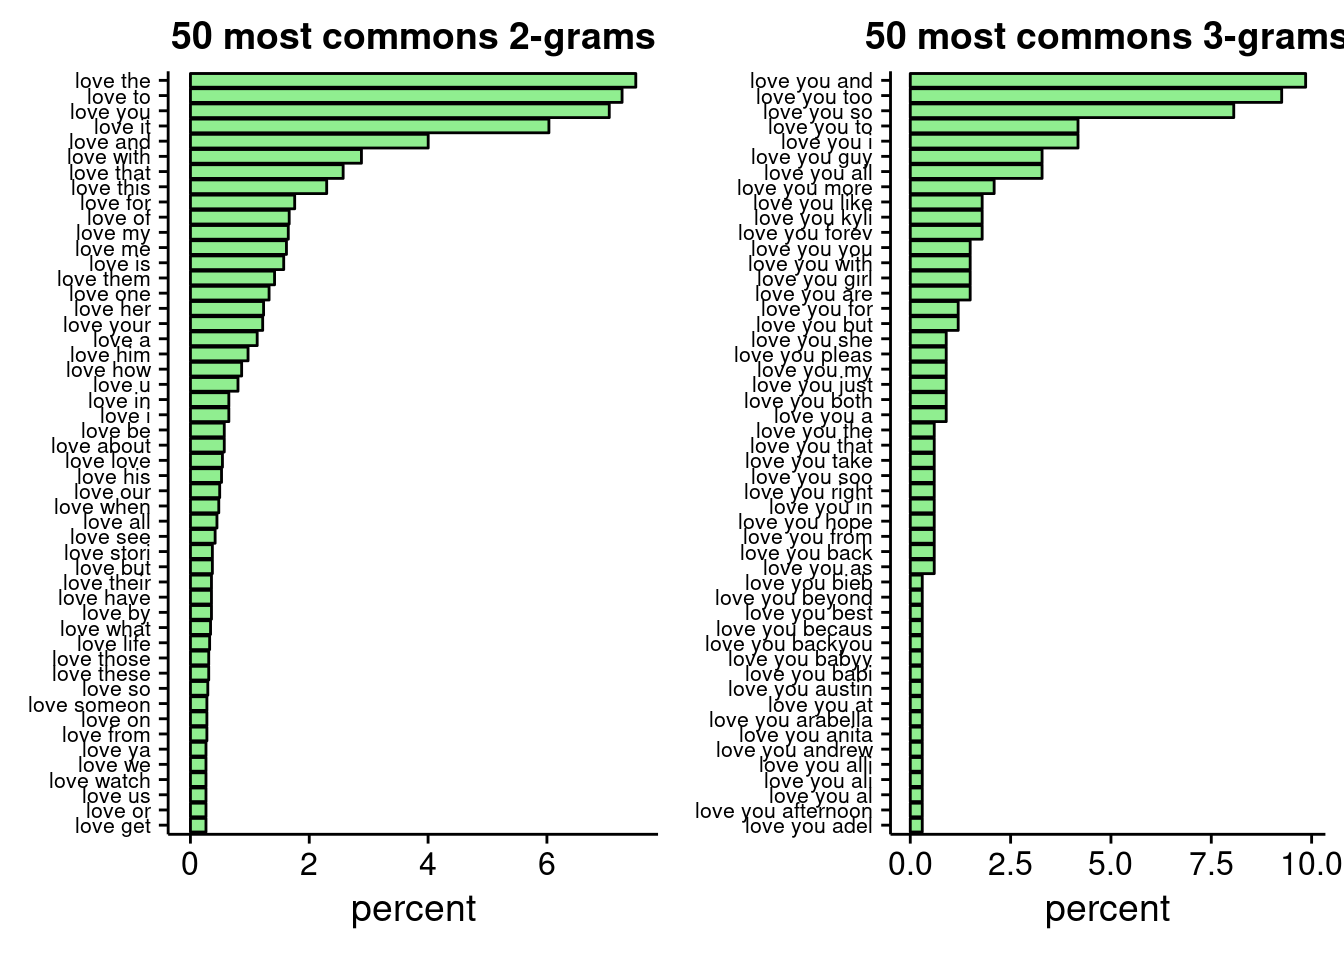 50 most commons 2-grams
love the
love to
love you
love it
love and
love with
love that
love this
love for
love of
love my
love me
love is
love them
love one
love her
love your
love a
love him
love how
love u
love in
love i
love be
love about
love love
love his
love our
love when
love all
love see
love stori
love but
love their
love have
love by
love what
love life
love those
love these
love so
love someon
love on
love from
love ya
love we
love watch
love us
love or
love get
0 2 4 6
percent
50 most commons 3-grams
love you and
love you too
love you so
love you to
love you i
love you guy
love you all
love you more
love you like
love you kyli
love you forev
love you you
love you with
love you girl
love you are
love you for
love you but
love you she
love you pleas
love you my
love you just
love you both
love you a
love you the
love you that
love you take
love you soo
love you right
love you in
love you hope
love you from
love you back
love you as
love you bieb
love you beyond
love you best
love you becaus
love you backyou
love you babyy
love you babi
love you austin
love you at
love you arabella
love you anita
love you andrew
love you alli
love you ali
love you al
love you afternoon
love you adel
0.0 2.5 5.0 7.5 10.0
percent